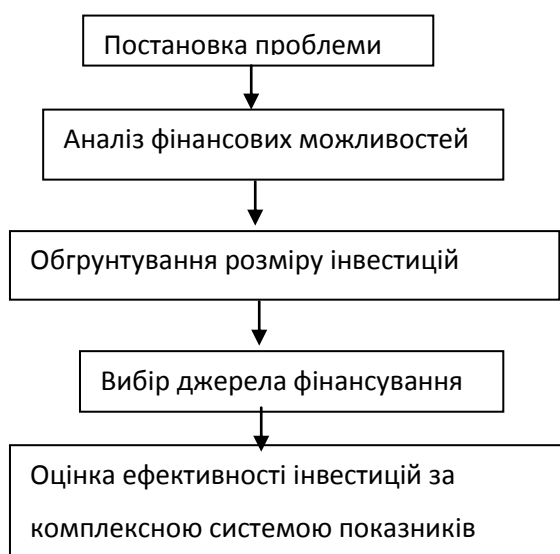 Постановка проблеми
Аналіз фінансових можливостей
Обгрунтування розміру інвестицій
Вибір джерела фінансування
Оцінка ефективності інвестицій за
комплексною системою показників